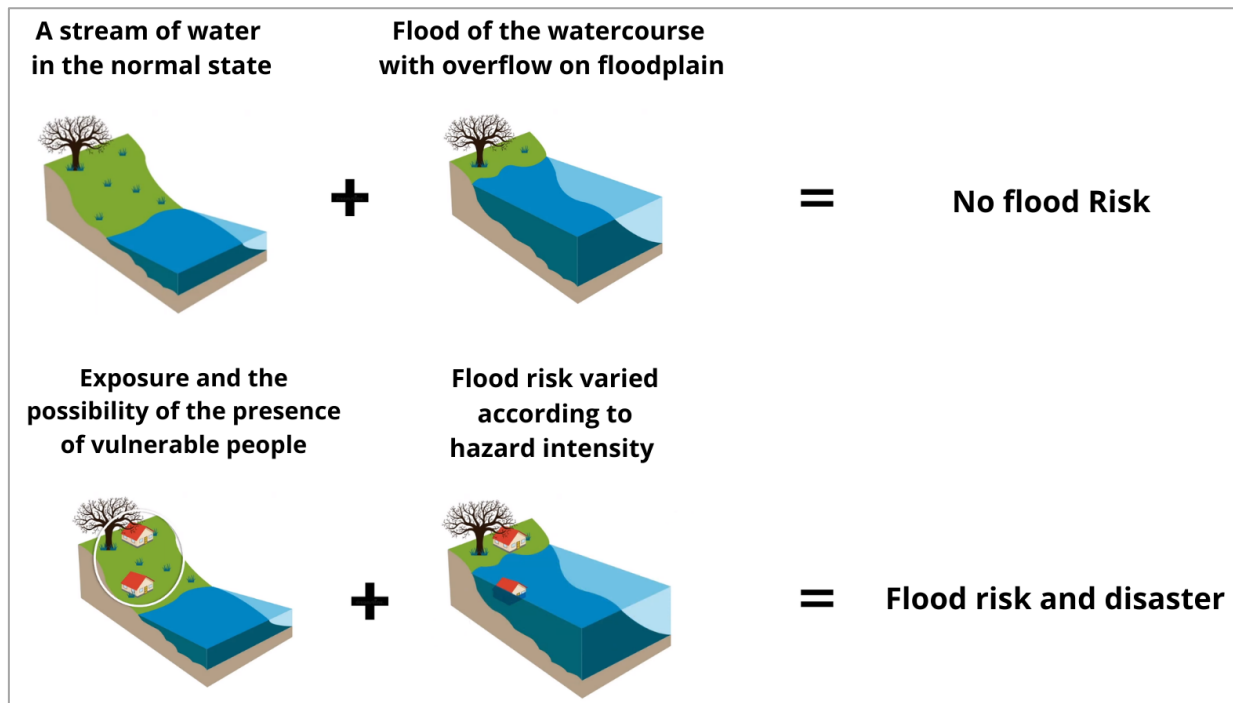 A stream of water
in the normal state
Flood of the watercourse
with overflow on floodplain
+
=
No flood Risk
Exposure and the
possibility of the presence
of vulnerable people
Flood risk varied
according to
hazard intensity
+
=
Flood risk and disaster